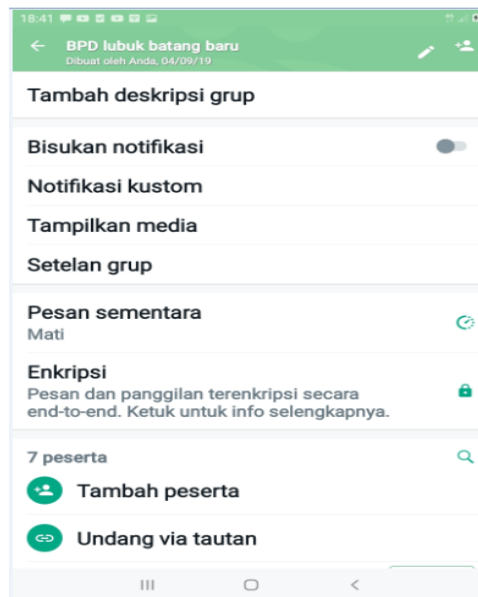 18:41
BPD lubuk batang baru
Dibuat oleh Anda, 04/09/19
Tambah deskripsi grup
Bisukan notifikasi
Notifikasi kustom
Tampilkan media
Setelan grup
Pesan sementara
Mati
Enkripsi
Pesan dan panggilan terenkripsi secara
end-to-end. Ketuk untuk info selengkapnya.
7 peserta
Tambah peserta
Undang via tautan